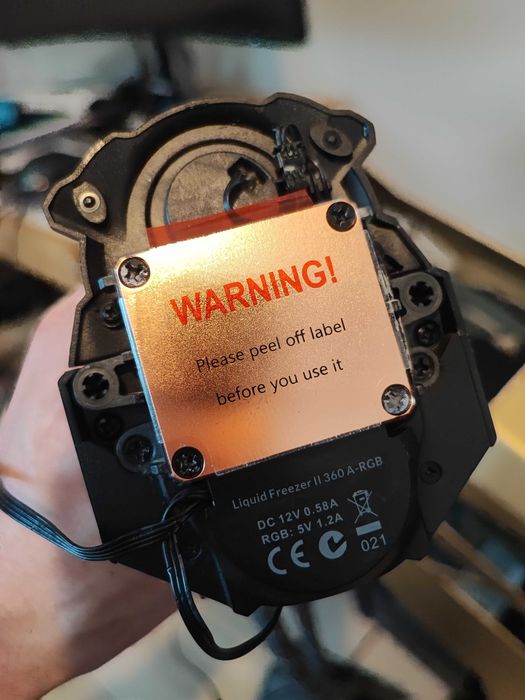 WARNING!
Please peel off label
before you use it
Liquid Freezer II 360 A-RGB
DC 12V 0.58A
RGB: 5V 1.2A
CE
021